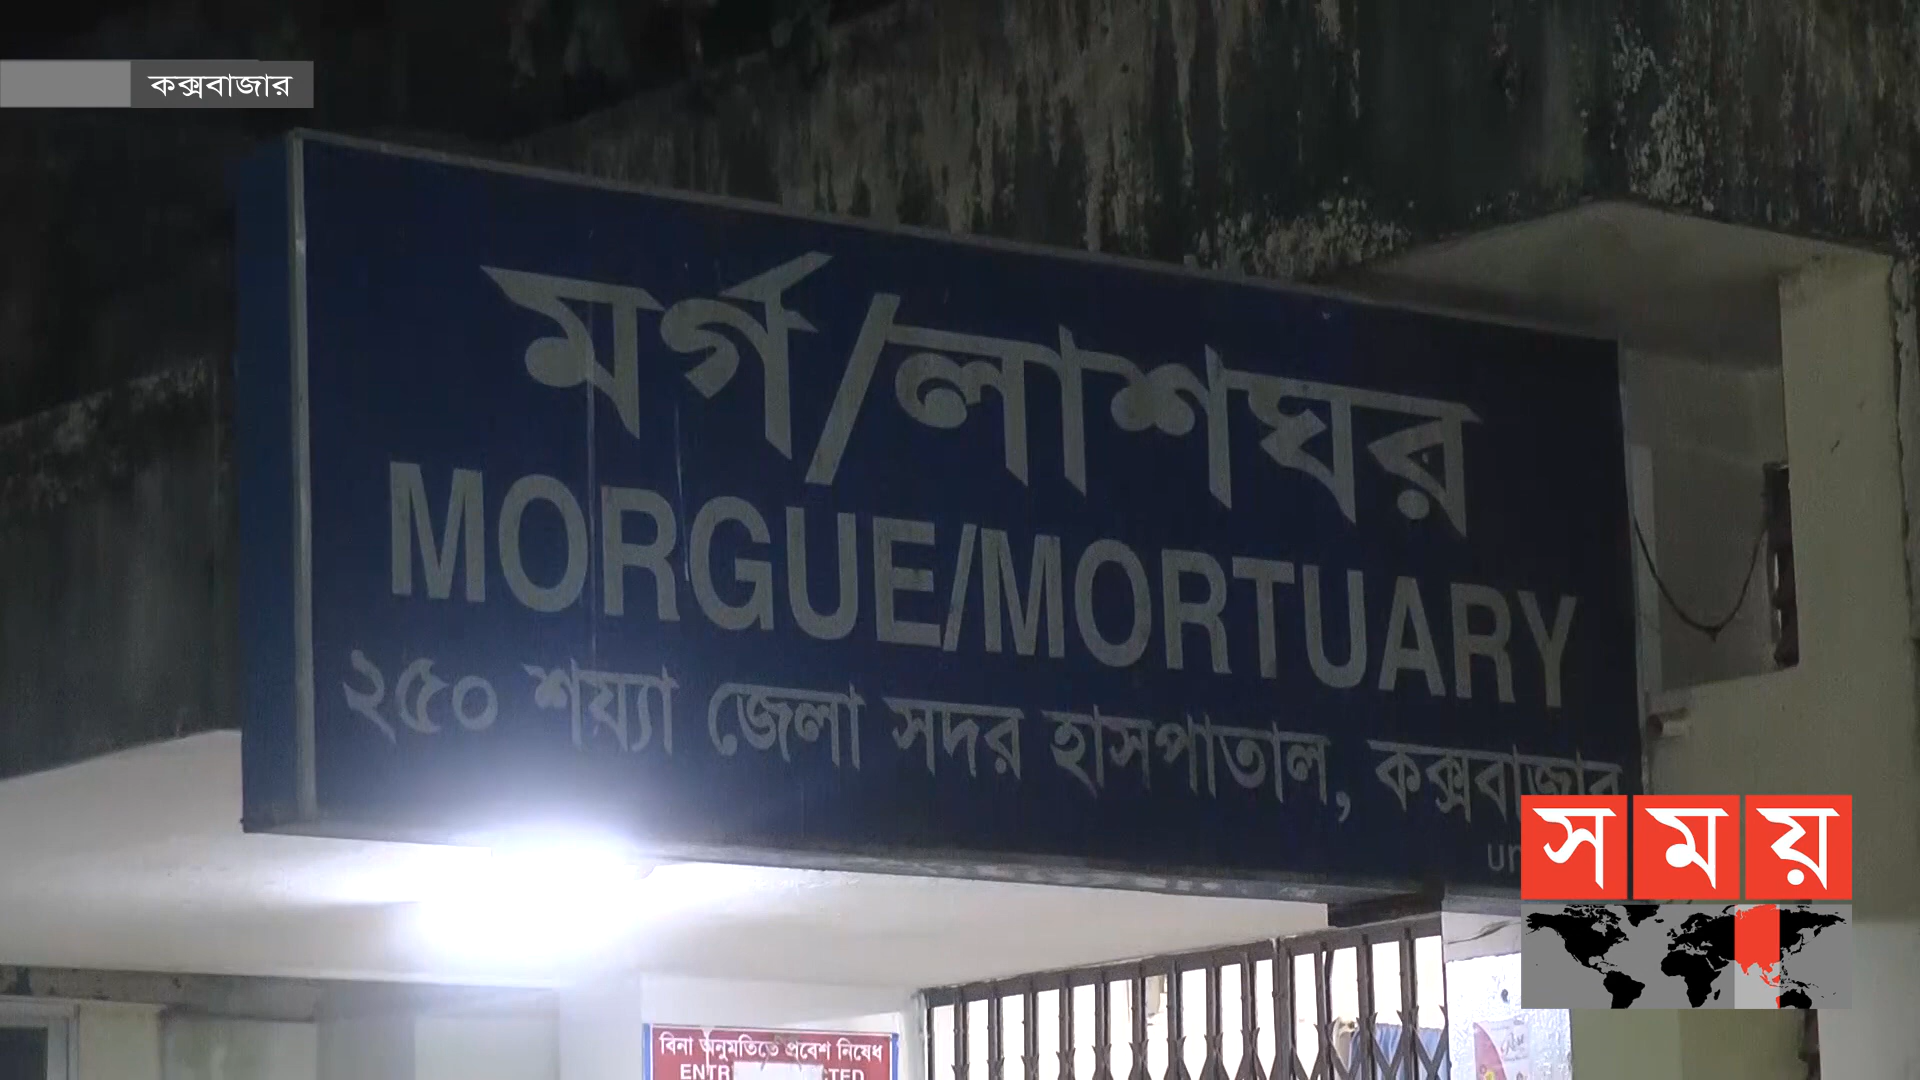 কক্সবাজার
মর্গ/লাশঘর
MORGUE/MORTUARY
২৫০ শয্যা জেলা সদর হাসপাতাল, কক্সবাজার
সময়
বিনা অনুমতিতে প্রবেশ নিষেধ